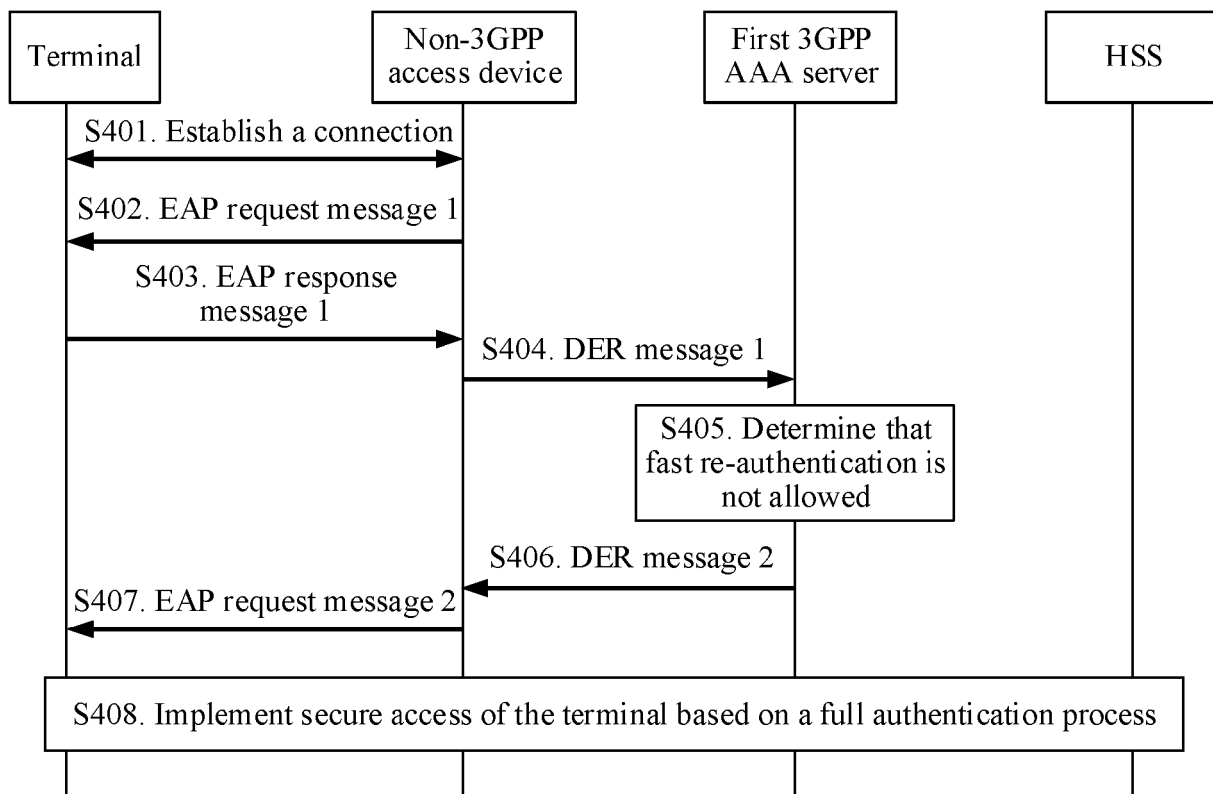 Terminal
Non-3GPP
access device
First 3GPP
AAA server
HSS
S401. Establish a connection
S402. EAP request message 1
S403. EAP response
message 1
S404. DER message 1
S405. Determine that
fast re-authentication is
not allowed
S406. DER message 2
S407. EAP request message 2
S408. Implement secure access of the terminal based on a full authentication process